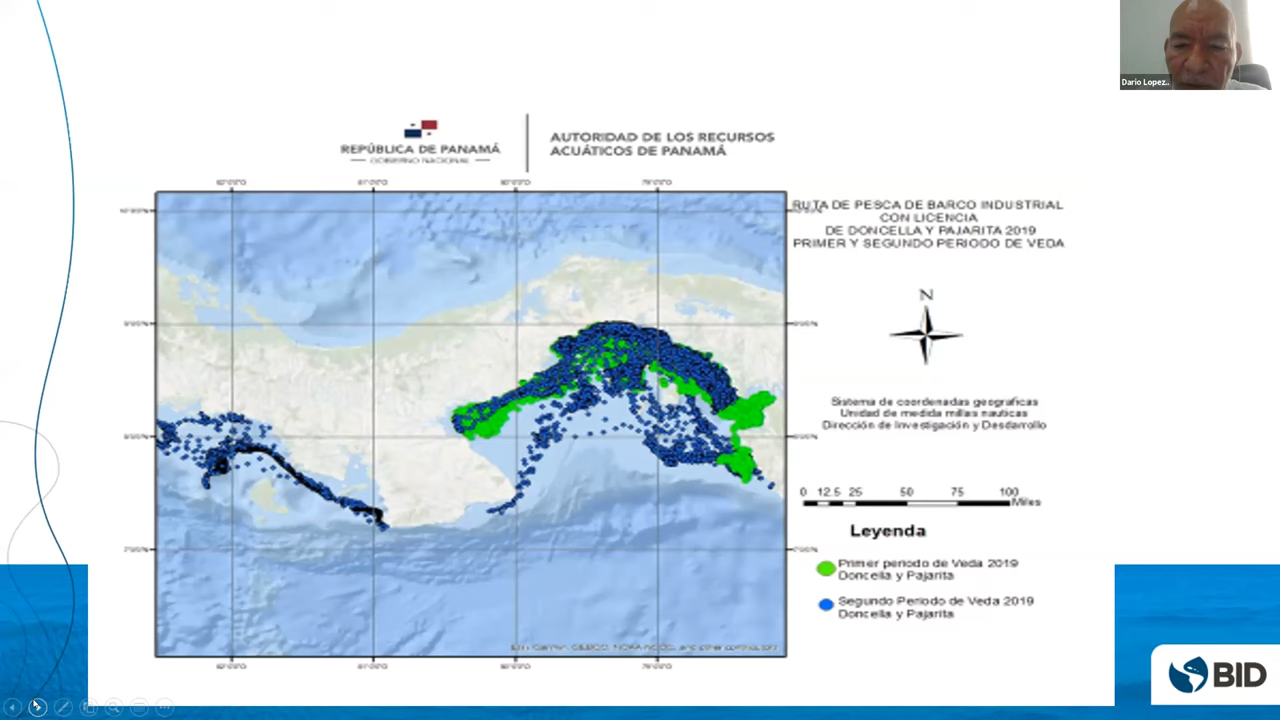 Dario Lopez..
REPÚBLICA DE PANAMÁ
GOBIERNO NACIONAL
AUTORIDAD DE LOS RECURSOS
ACUÁTICOS DE PANAMÁ
RUTA DE PESCA DE BARCO INDUSTRIAL
CON LICENCIA
DE DONCELLA Y PAJARITA 2019
PRIMER Y SEGUNDO PERIODO DE VEDA
N
Sistema de coordenadas geograficas
Unidad de medida millas nauticas
Dirección de Investigación y Desdarrollo
0 12.5 25 50 75 100
Miles
Leyenda
Primer periodo de Veda 2019
Doncella y Pajarita
Segundo Periodo de Veda 2019
Doncella y Pajarita
BID